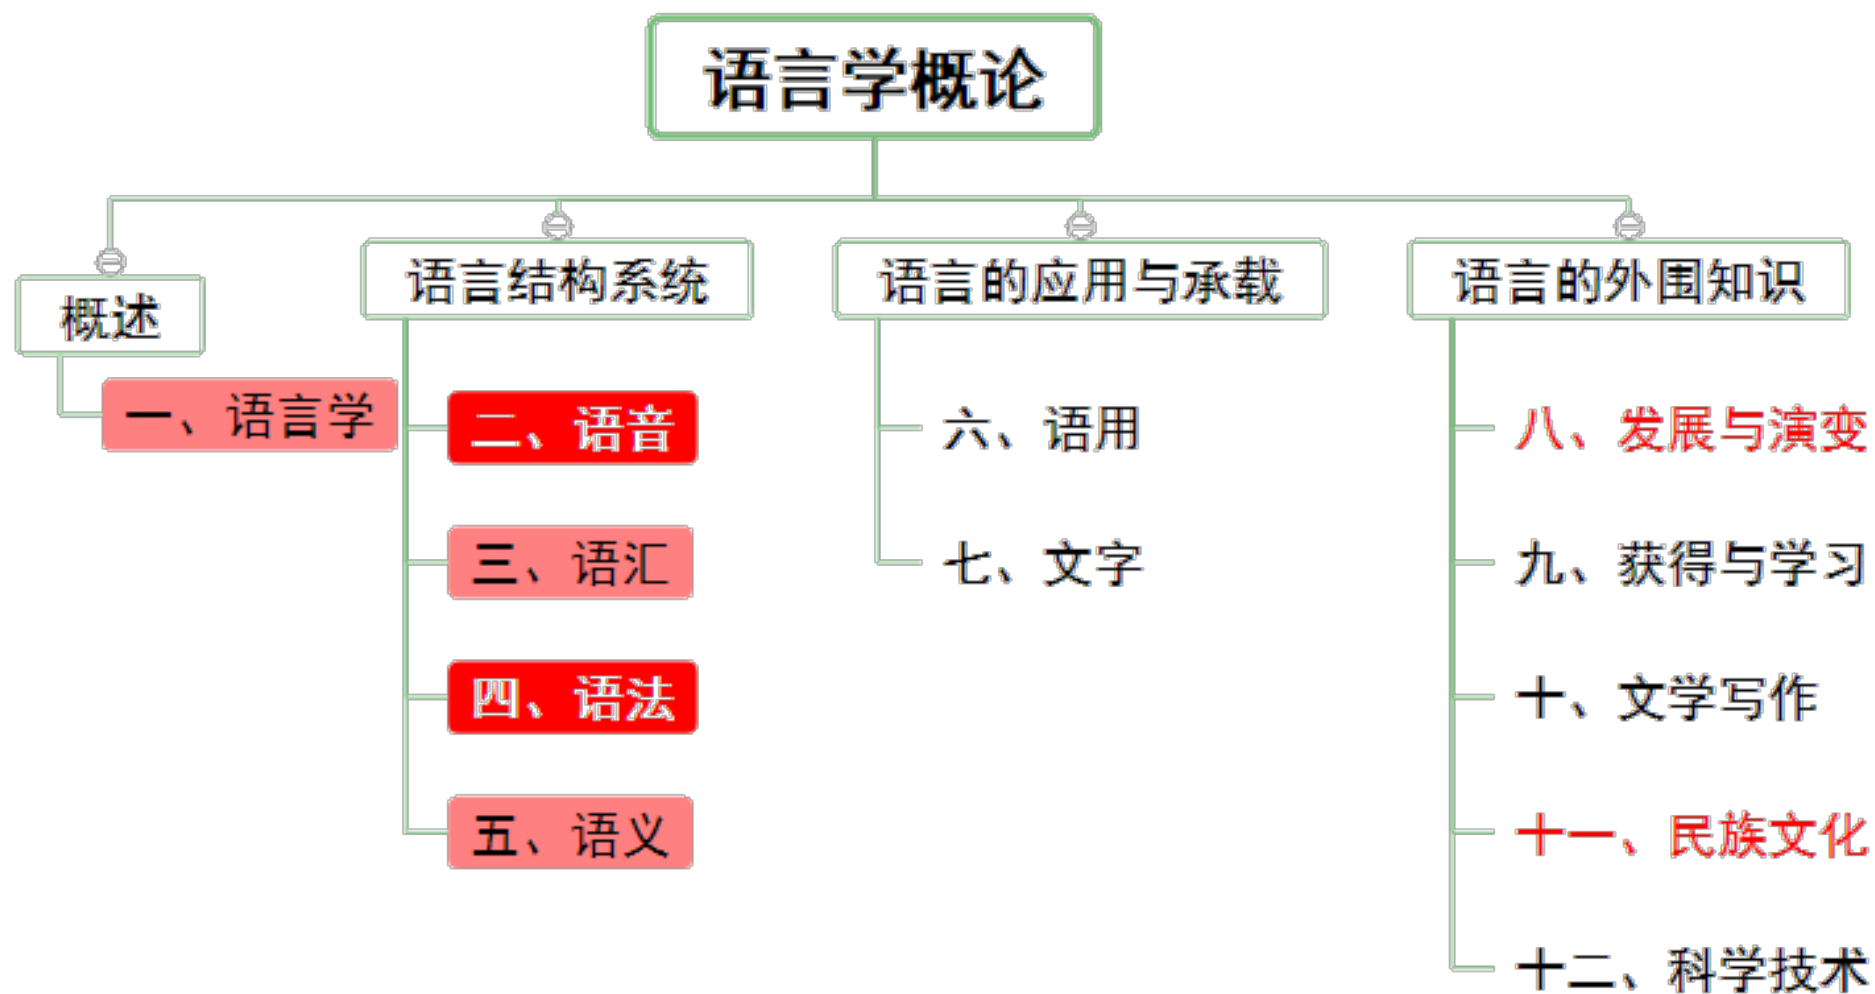 语言学概论
概述
一、语言学
语言结构系统
二、语音
三、语汇
四、语法
五、语义
语言的应用与承载
六、语用
七、文字
语言的外围知识
八、发展与演变
九、获得与学习
十、文学写作
十一、民族文化
十二、科学技术